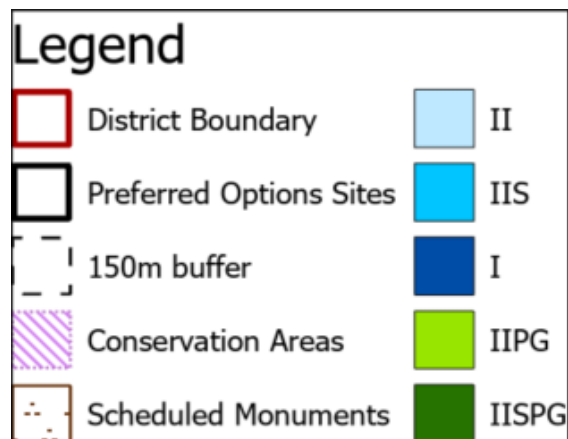 Legend
District Boundary
Preferred Options Sites
150m buffer
Conservation Areas
Scheduled Monuments
II
IIS
I
IIPG
IISPG